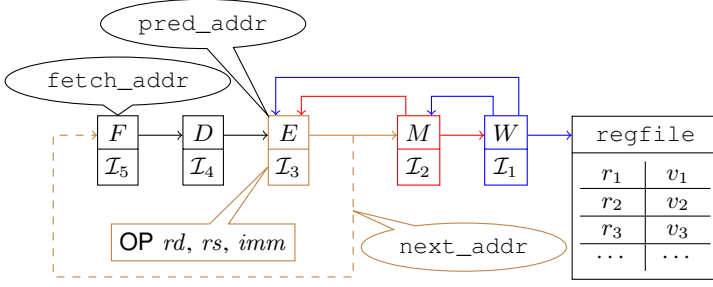 pred_addr
fetch_addr
F D E M W regfile
𝓘₅ 𝓘₄ 𝓘₃ 𝓘₂ 𝓘₁
r₁ v₁
r₂ v₂
r₃ v₃
... ...
OP rd, rs, imm
next_addr